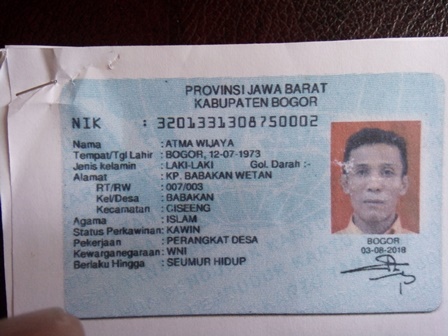 PROVINSI JAWA BARAT
KABUPATEN BOGOR
NIK : 3201331308750002
Nama : ATMA WIJAYA
Tempat/Tgl Lahir : BOGOR, 12-07-1973
Jenis kelamin : LAKI-LAKI Gol. Darah :-
Alamat : KP. BABAKAN WETAN
RT/RW : 007/003
Kel/Desa : BABAKAN
Kecamatan : CISEENG
Agama : ISLAM
Status Perkawinan: KAWIN
Pekerjaan : PERANGKAT DESA
Kewarganegaraan: WNI
Berlaku Hingga : SEUMUR HIDUP
BOGOR
03-08-2018